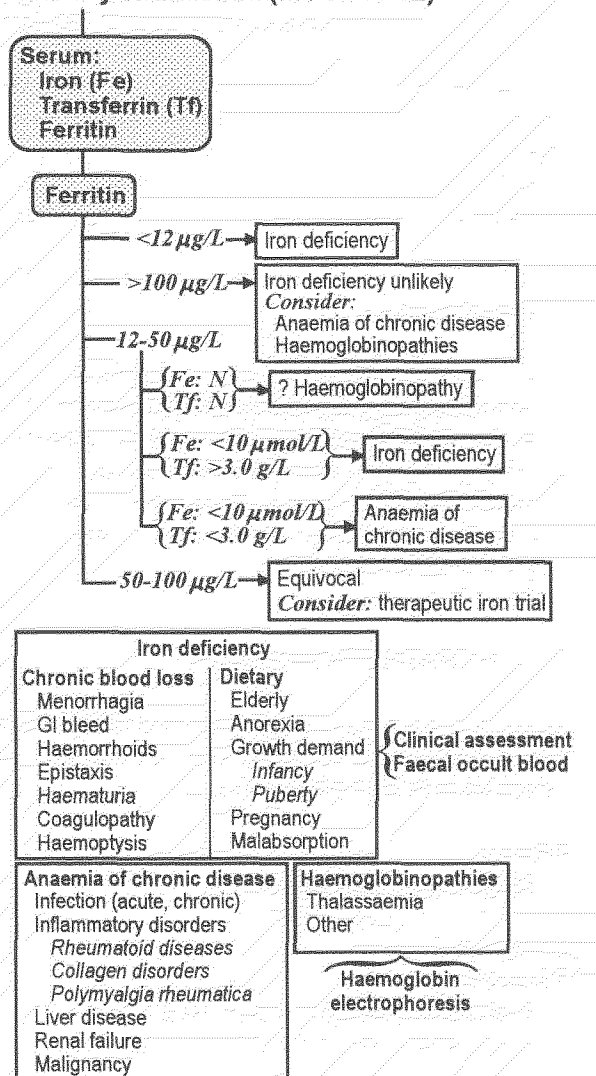 Serum:
Iron (Fe)
Transferrin (Tf)
Ferritin
Ferritin
<12 µg/L
Iron deficiency
>100 µg/L
Iron deficiency unlikely
Consider:
Anaemia of chronic disease
Haemoglobinopathies
12-50 µg/L
Fe: N
Tf: N
? Haemoglobinopathy
Fe: <10 µmol/L
Tf: >3.0 g/L
Iron deficiency
Fe: <10 µmol/L
Tf: <3.0 g/L
Anaemia of
chronic disease
50-100 µg/L
Equivocal
Consider: therapeutic iron trial
Iron deficiency
Chronic blood loss
Menorrhagia
GI bleed
Haemorrhoids
Epistaxis
Haematuria
Coagulopathy
Haemoptysis
Dietary
Elderly
Anorexia
Growth demand
Infancy
Puberty
Pregnancy
Malabsorption
Clinical assessment
Faecal occult blood
Anaemia of chronic disease
Infection (acute, chronic)
Inflammatory disorders
Rheumatoid diseases
Collagen disorders
Polymyalgia rheumatica
Liver disease
Renal failure
Malignancy
Haemoglobinopathies
Thalassaemia
Other
Haemoglobin
electrophoresis